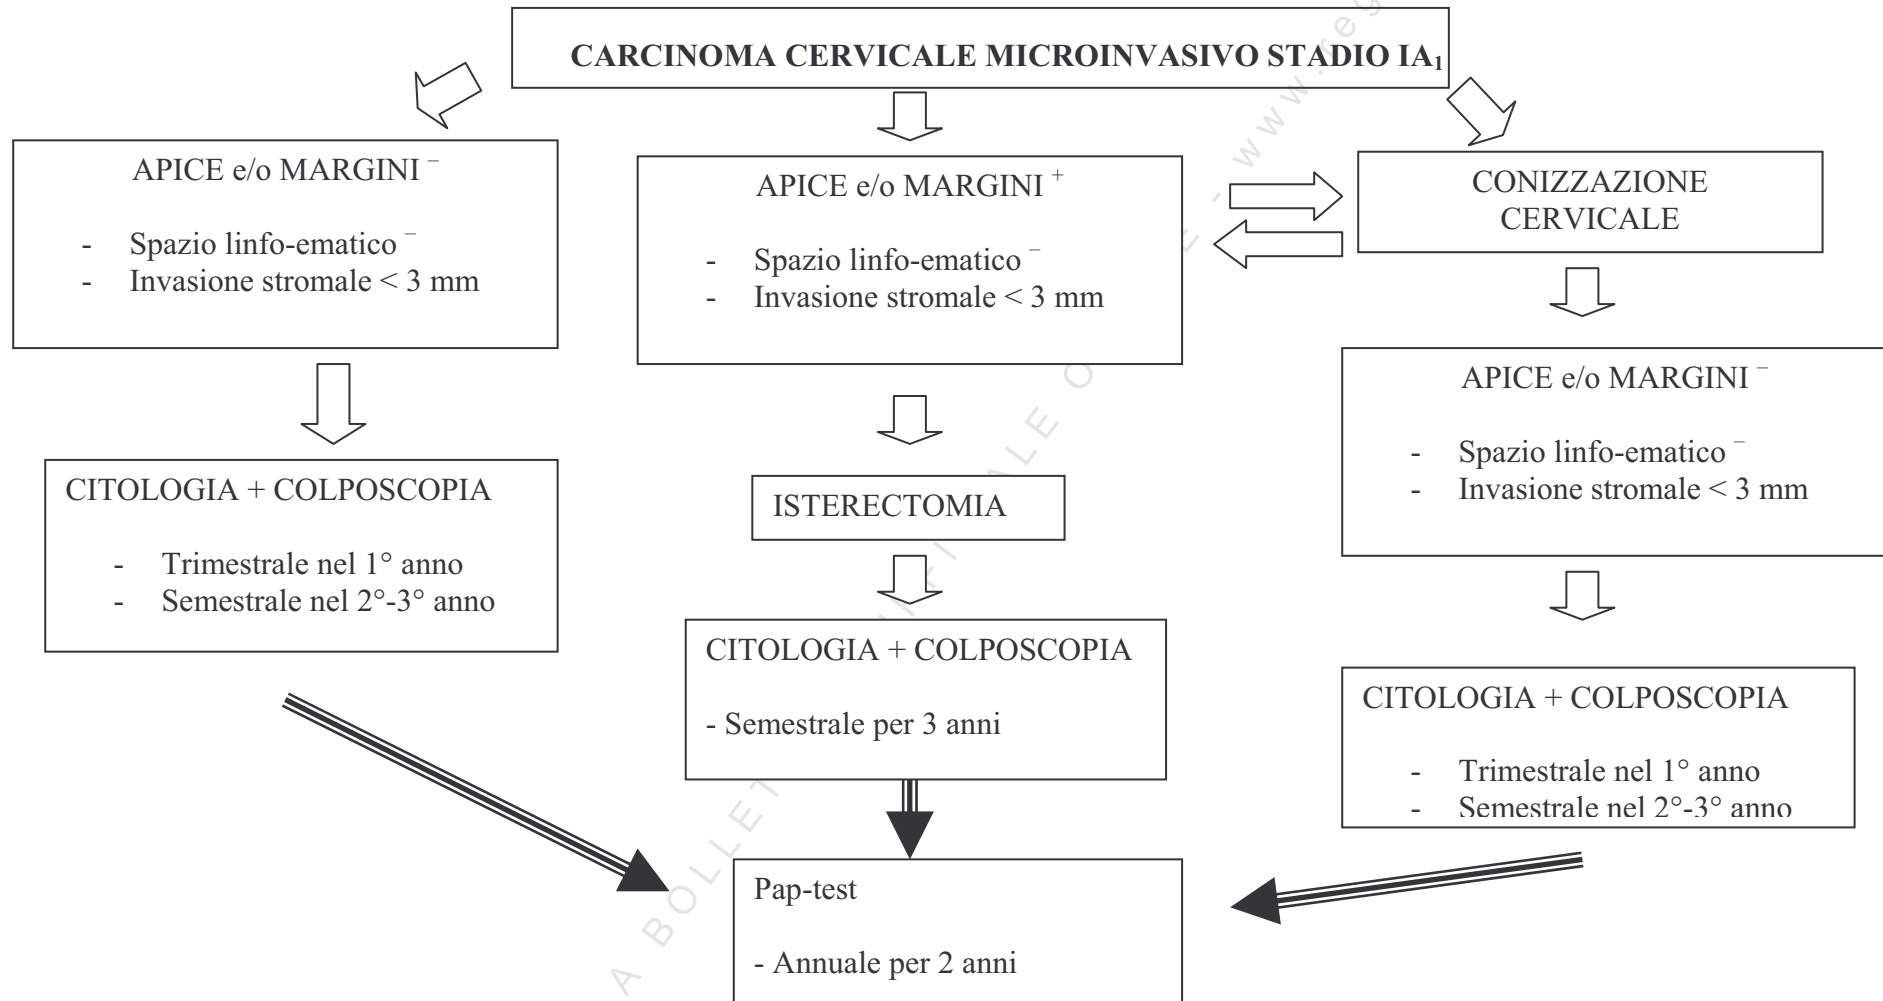 CARCINOMA CERVICALE MICROINVASIVO STADIO IA₁
APICE e/o MARGINI ⁻
- Spazio linfo-ematico ⁻
- Invasione stromale < 3 mm
APICE e/o MARGINI ⁺
- Spazio linfo-ematico ⁻
- Invasione stromale < 3 mm
CONIZZAZIONE
CERVICALE
APICE e/o MARGINI ⁻
- Spazio linfo-ematico ⁻
- Invasione stromale < 3 mm
CITOLOGIA + COLPOSCOPIA
- Trimestrale nel 1° anno
- Semestrale nel 2°-3° anno
ISTERECTOMIA
CITOLOGIA + COLPOSCOPIA
- Semestrale per 3 anni
CITOLOGIA + COLPOSCOPIA
- Trimestrale nel 1° anno
- Semestrale nel 2°-3° anno
Pap-test
- Annuale per 2 anni